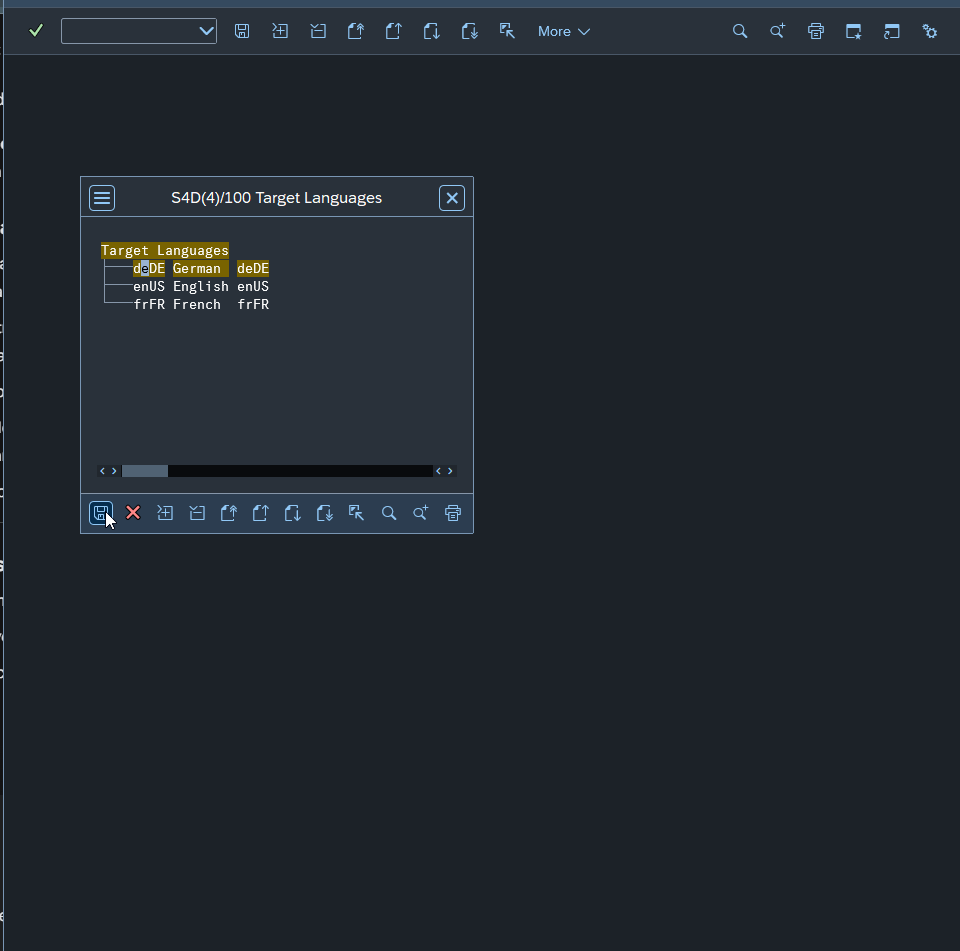 More
S4D(4)/100 Target Languages
Target Languages
deDE German deDE
enUS English enUS
frFR French frFR